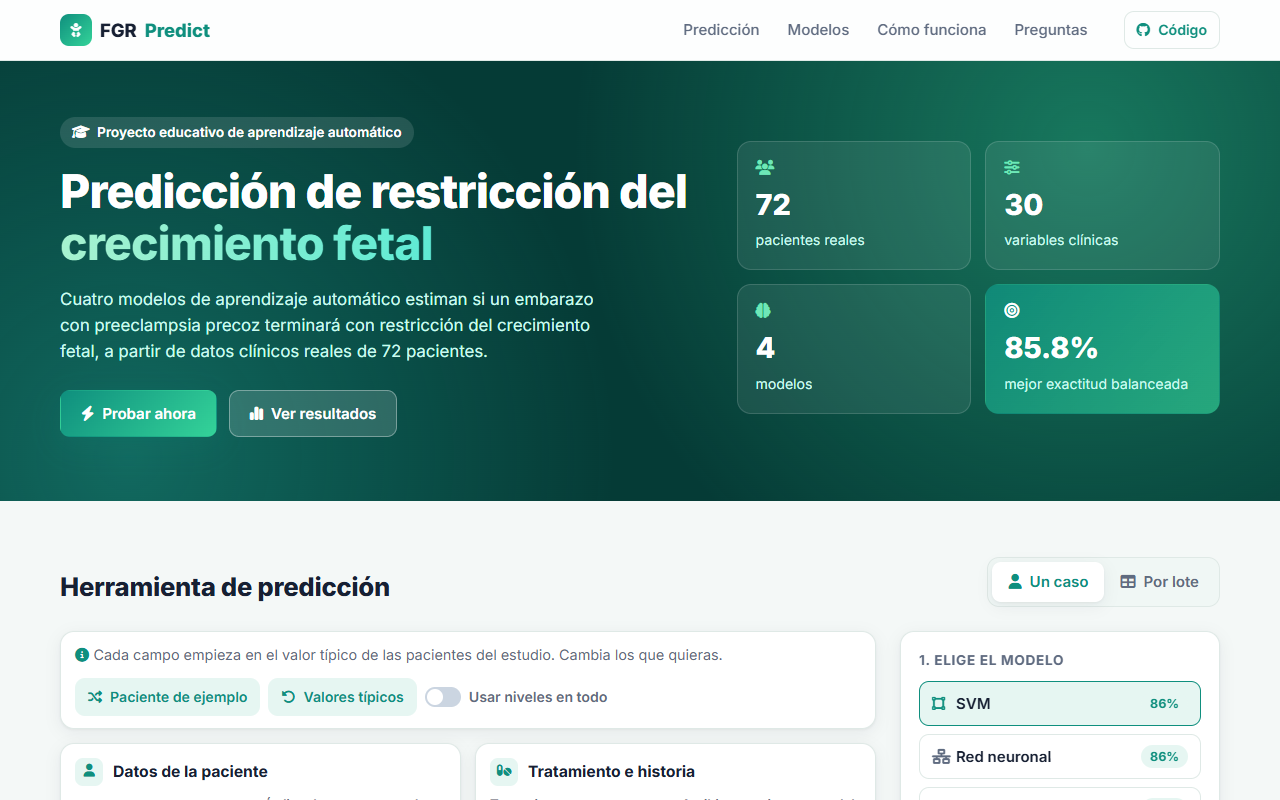 FGR Predict
Predicción
Modelos
Cómo funciona
Preguntas
Código
Proyecto educativo de aprendizaje automático
Predicción de restricción del
crecimiento fetal
Cuatro modelos de aprendizaje automático estiman si un embarazo
con preeclampsia precoz terminará con restricción del crecimiento
fetal, a partir de datos clínicos reales de 72 pacientes.
Probar ahora
Ver resultados
72
pacientes reales
30
variables clínicas
4
modelos
85.8%
mejor exactitud balanceada
Herramienta de predicción
Un caso
Por lote
Cada campo empieza en el valor típico de las pacientes del estudio. Cambia los que quieras.
Paciente de ejemplo
Valores típicos
Usar niveles en todo
Datos de la paciente
Tratamiento e historia
1. ELIGE EL MODELO
SVM
86%
Red neuronal
86%